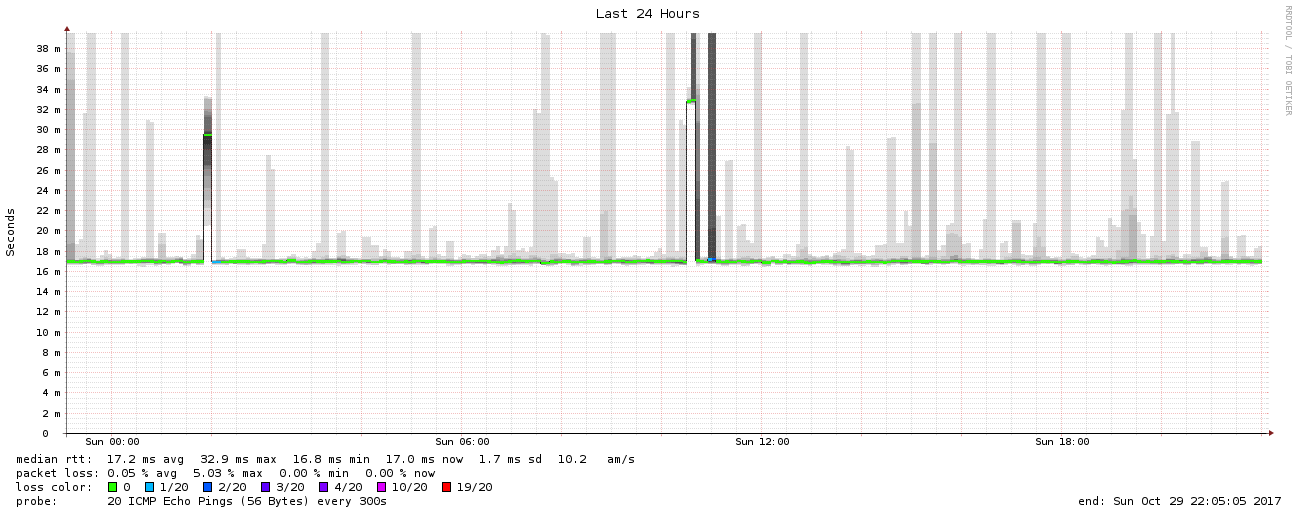 Last 24 Hours
RRDTOOL / TOBI OETIKER
Seconds
38 m
36 m
34 m
32 m
30 m
28 m
26 m
24 m
22 m
20 m
18 m
16 m
14 m
12 m
10 m
8 m
6 m
4 m
2 m
0
Sun 00:00 Sun 06:00 Sun 12:00 Sun 18:00
median rtt: 17.2 ms avg 32.9 ms max 16.8 ms min 17.0 ms now 1.7 ms sd 10.2 am/s
packet loss: 0.05 % avg 5.03 % max 0.00 % min 0.00 % now
loss color: 0 1/20 2/20 3/20 4/20 10/20 19/20
probe: 20 ICMP Echo Pings (56 Bytes) every 300s end: Sun Oct 29 22:05:05 2017